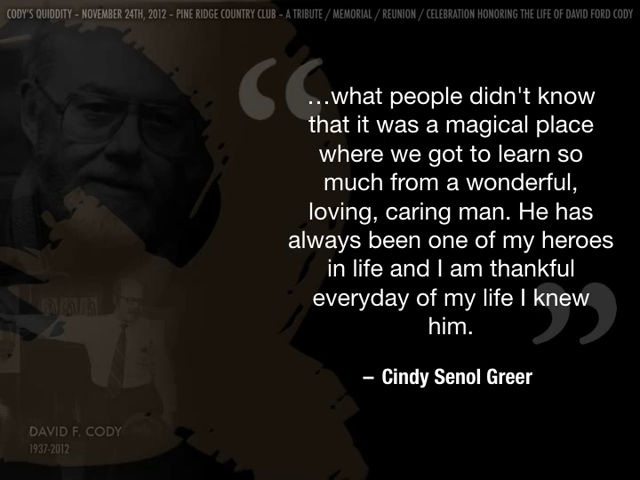 CODY'S QUIDDITY – NOVEMBER 24TH, 2012 – PINE RIDGE COUNTRY CLUB – A TRIBUTE / MEMORIAL / REUNION / CELEBRATION HONORING THE LIFE OF DAVID FORD CODY
“
…what people didn't know
that it was a magical place
where we got to learn so
much from a wonderful,
loving, caring man. He has
always been one of my heroes
in life and I am thankful
everyday of my life I knew
him.
”
– Cindy Senol Greer
DAVID F. CODY
1937-2012